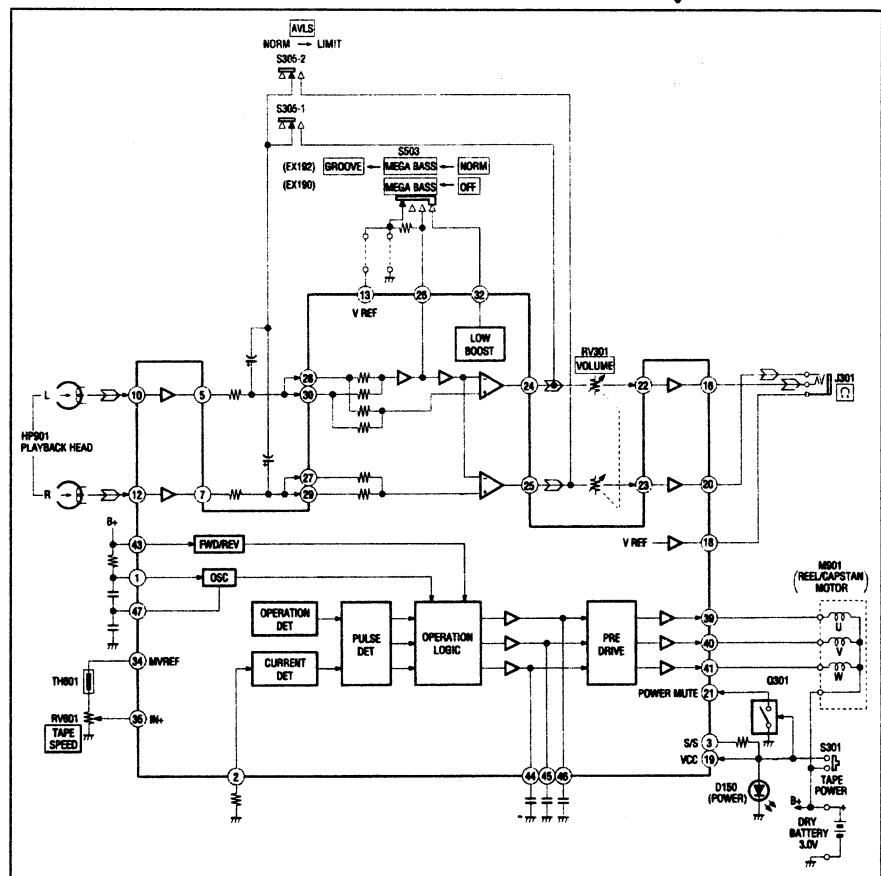 AVLS
NORM → LIMIT
S305-2
S305-1
S503
(EX192) GROOVE ← MEGA BASS ← NORM
(EX190) MEGA BASS ← OFF
13 26 32
V REF
LOW BOOST
RV301
VOLUME
L 10 5 28 24 22 16
30
J301
HP901
PLAYBACK HEAD
27
R 12 7 29 25 23 20
B+
43 FWD/REV
V REF 18
1 OSC
M901
(REEL/CAPSTAN MOTOR)
47
OPERATION DET
PULSE DET
OPERATION LOGIC
PRE DRIVE
39 U
40 V
41 W
CURRENT DET
34 MVREF
TH601
POWER MUTE 21
Q301
RV601
TAPE SPEED
IN+
S/S 3
VCC 19
S301
TAPE POWER
2 44 45 46
D150
(POWER)
B+
+
DRY BATTERY 3.0V